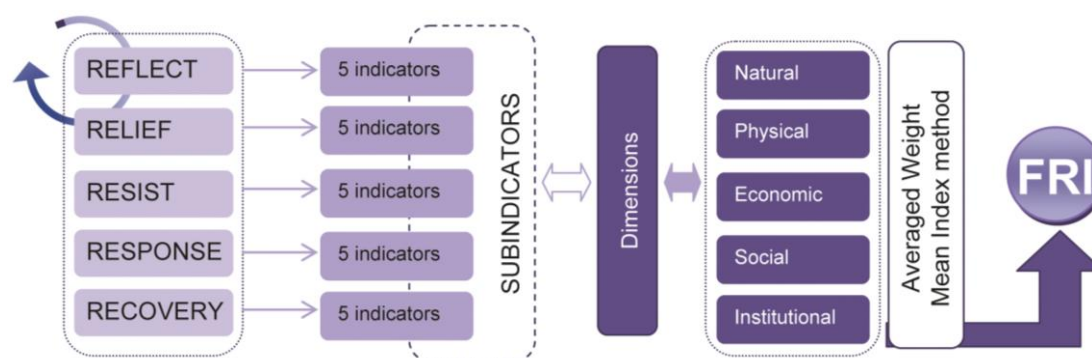 REFLECT
RELIEF
RESIST
RESPONSE
RECOVERY
5 indicators
5 indicators
5 indicators
5 indicators
5 indicators
SUBINDICATORS
Dimensions
Natural
Physical
Economic
Social
Institutional
Averaged Weight
Mean Index method
FRI